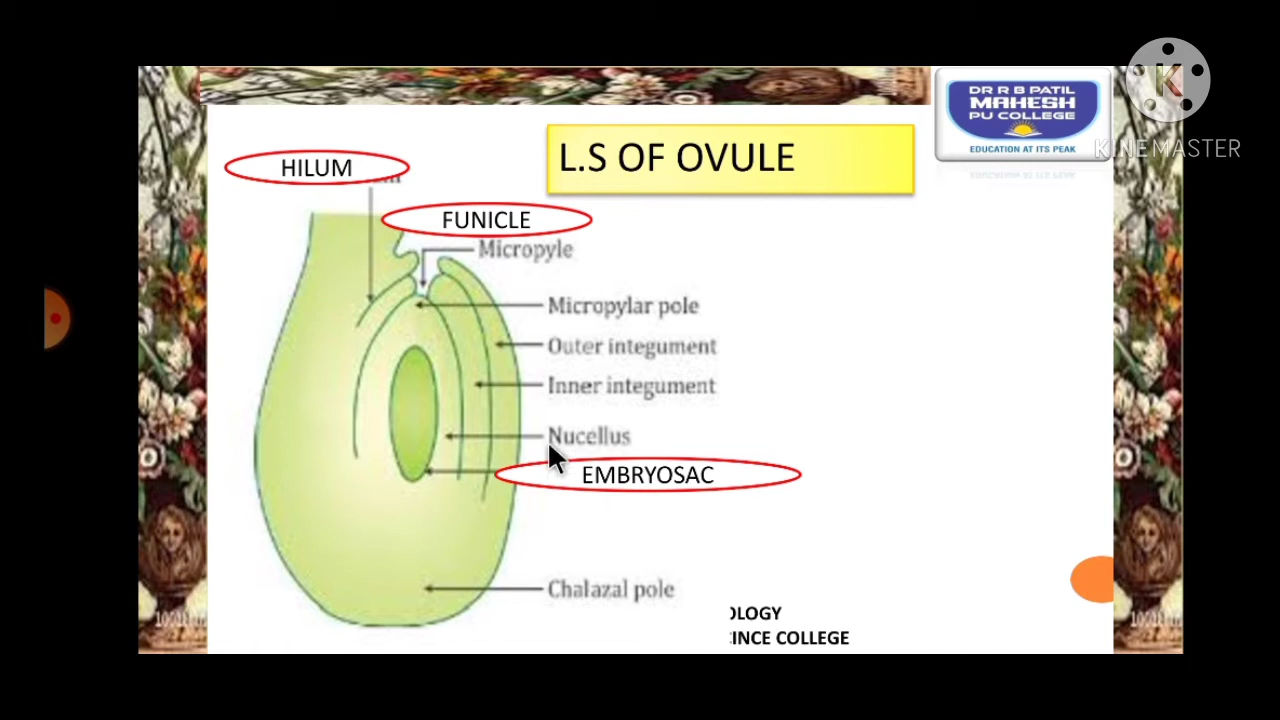 DR R B PATIL
MAHESH
PU COLLEGE
EDUCATION AT ITS PEAK
K
KINEMASTER
L.S OF OVULE
HILUM
FUNICLE
Micropyle
Micropylar pole
Outer integument
Inner integument
Nucellus
EMBRYOSAC
Chalazal pole
OLOGY
INCE COLLEGE